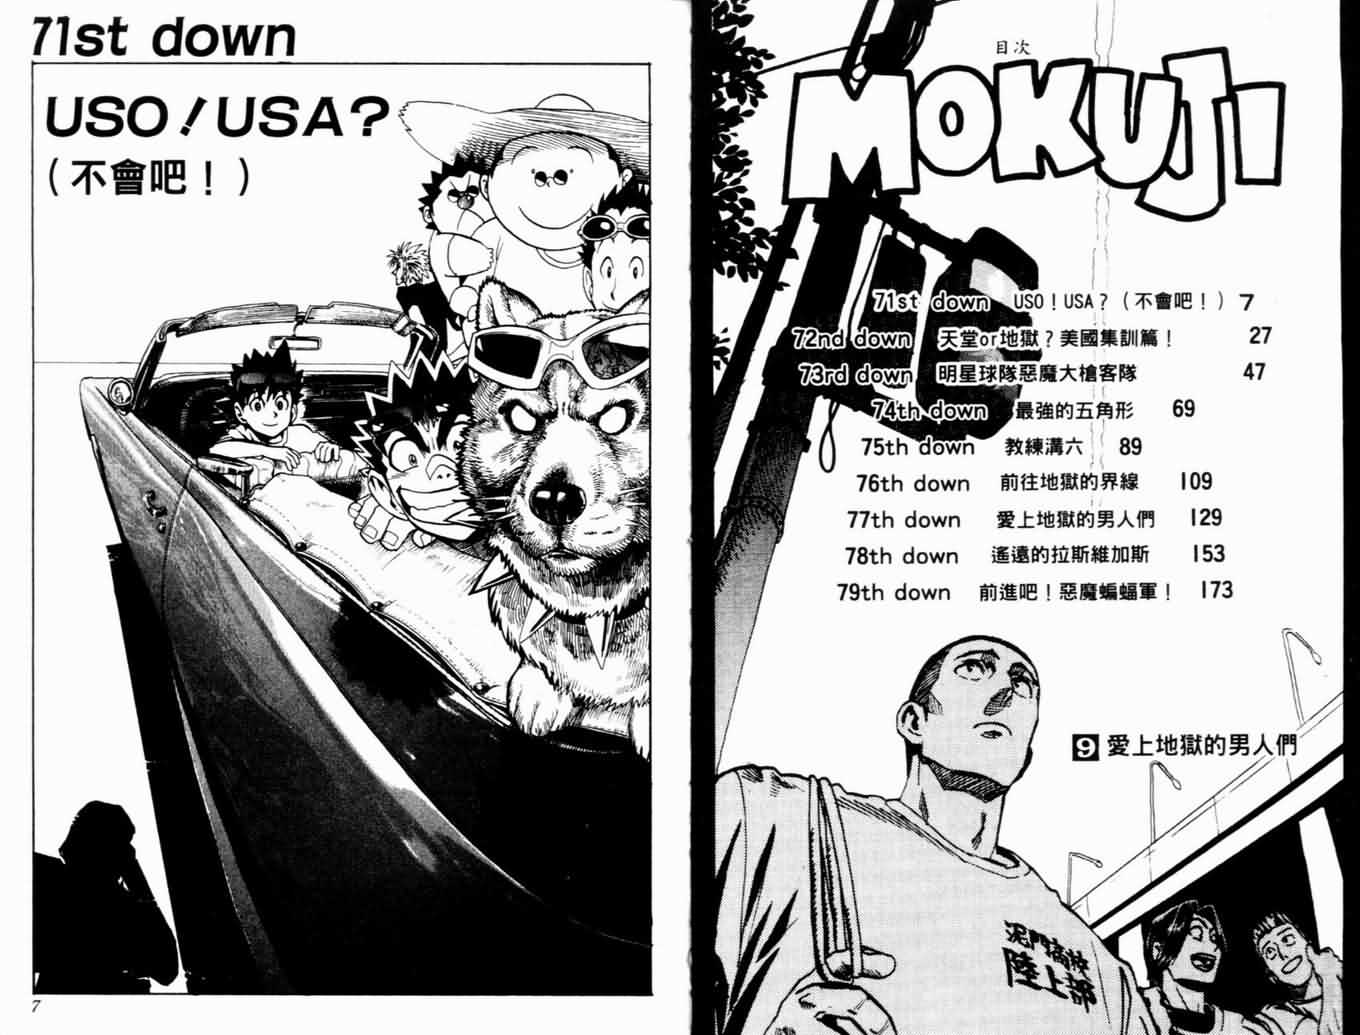 目次
MOKUJI
71st down USO！USA？（不會吧！） 7
72nd down 天堂or地獄？美國集訓篇！ 27
73rd down 明星球隊惡魔大槍客隊 47
74th down 最強的五角形 69
75th down 教練溝六 89
76th down 前往地獄的界線 109
77th down 愛上地獄的男人們 129
78th down 遙遠的拉斯維加斯 153
79th down 前進吧！惡魔蝙蝠軍！ 173
9 愛上地獄的男人們
泥門高校
陸上部
71st down
USO！USA？
（不會吧！）
7